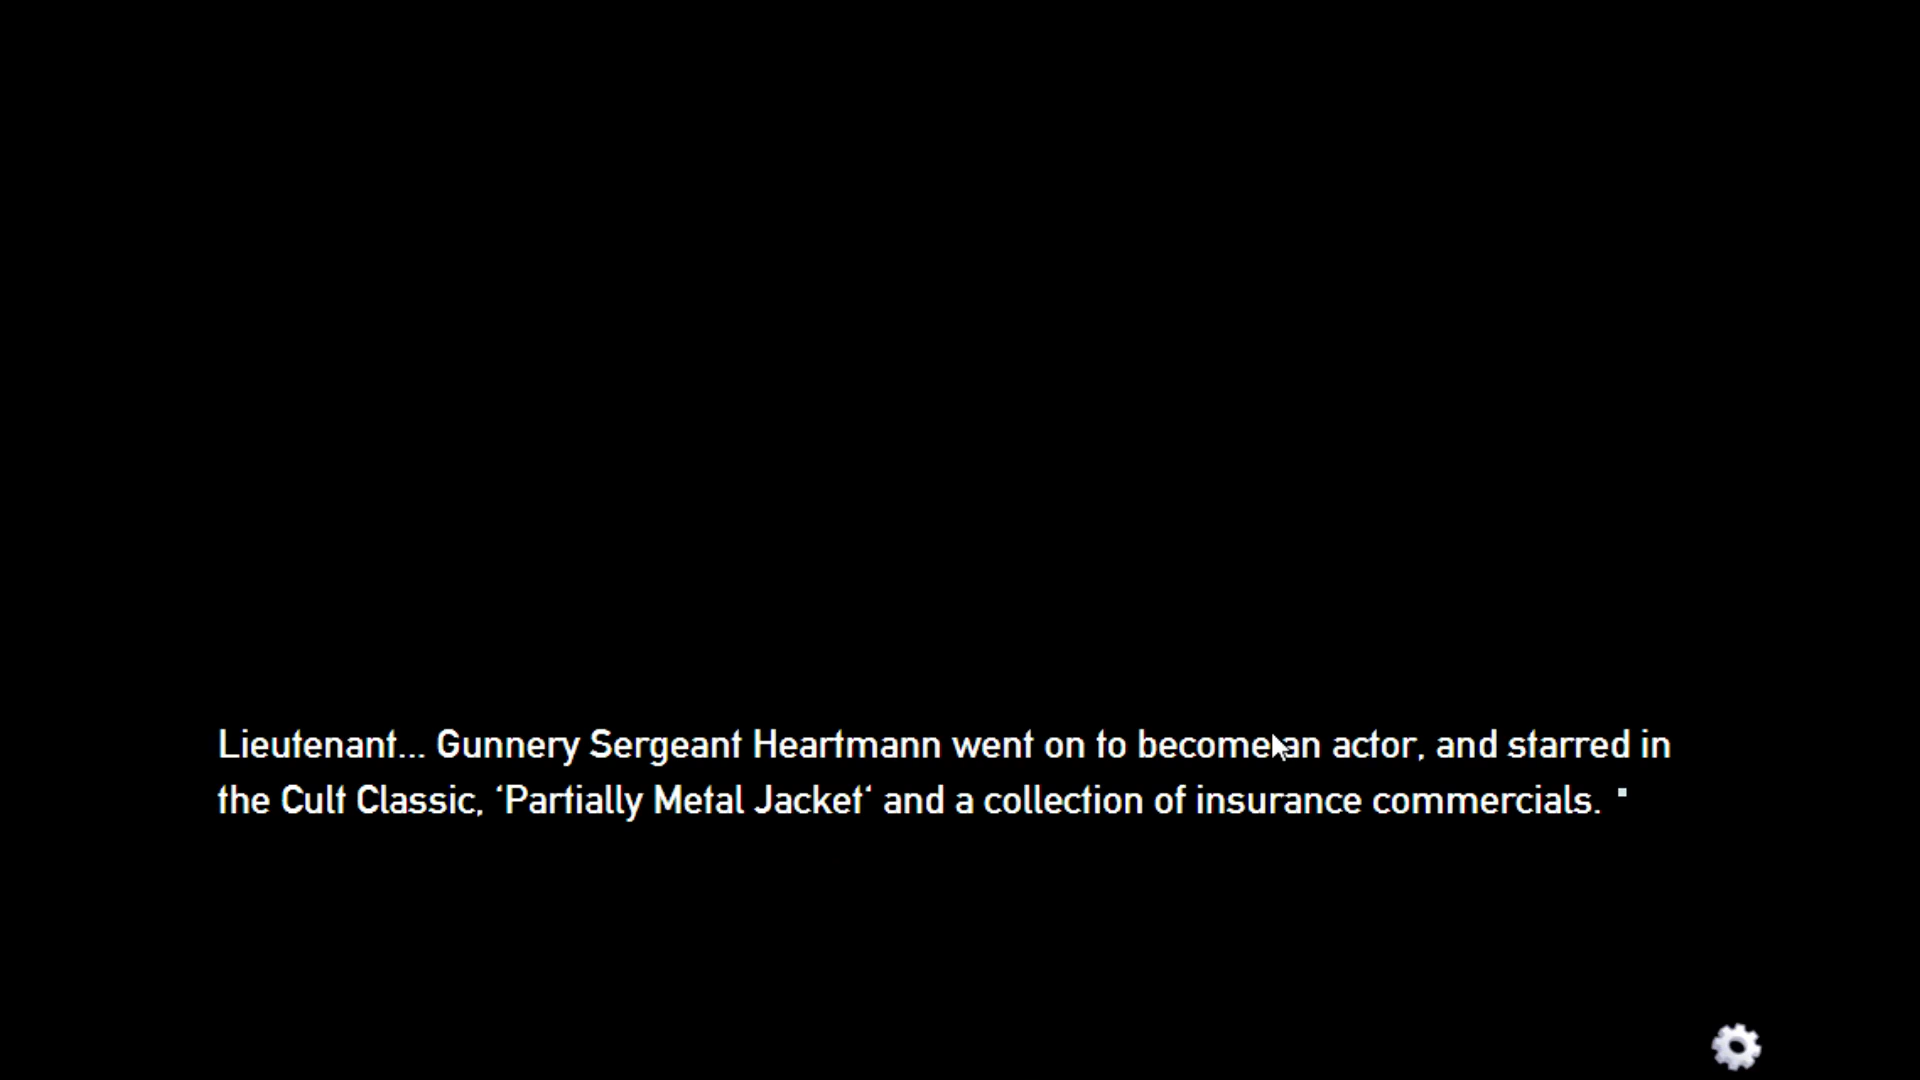 Lieutenant... Gunnery Sergeant Heartmann went on to become an actor, and starred in
the Cult Classic, ‘Partially Metal Jacket‘ and a collection of insurance commercials.